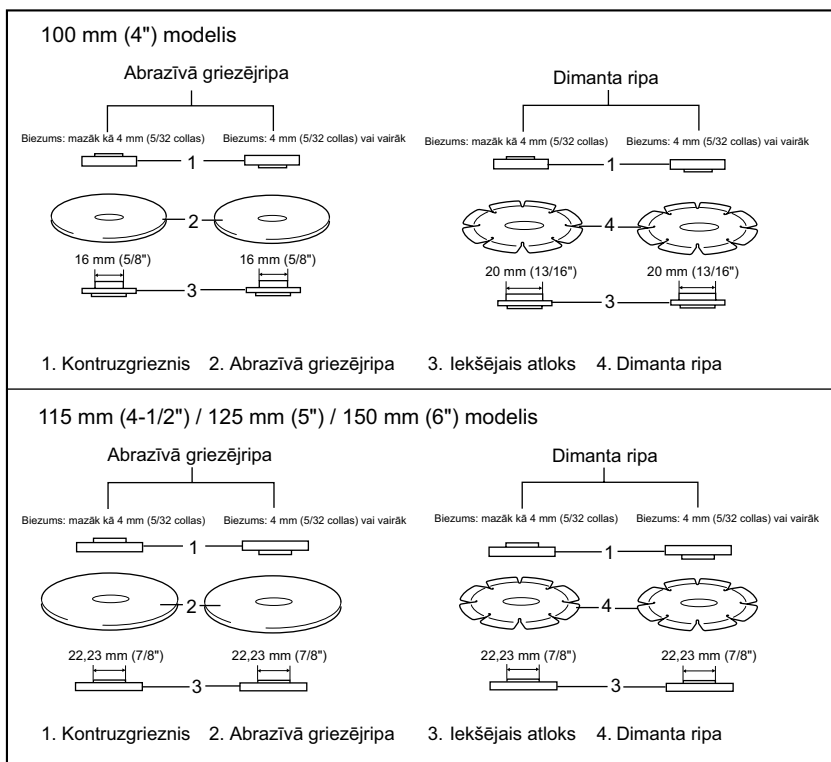 100 mm (4") modelis
Abrazīvā griezējripa
Dimanta ripa
Biezums: mazāk kā 4 mm (5/32 collas)
Biezums: 4 mm (5/32 collas) vai vairāk
Biezums: mazāk kā 4 mm (5/32 collas)
Biezums: 4 mm (5/32 collas) vai vairāk
1
1
2
4
16 mm (5/8")
16 mm (5/8")
20 mm (13/16")
20 mm (13/16")
3
3
1. Kontruzgrieznis 2. Abrazīvā griezējripa 3. Iekšējais atloks 4. Dimanta ripa
115 mm (4-1/2") / 125 mm (5") / 150 mm (6") modelis
Abrazīvā griezējripa
Dimanta ripa
Biezums: mazāk kā 4 mm (5/32 collas)
Biezums: 4 mm (5/32 collas) vai vairāk
Biezums: mazāk kā 4 mm (5/32 collas)
Biezums: 4 mm (5/32 collas) vai vairāk
1
1
2
4
22,23 mm (7/8")
22,23 mm (7/8")
22,23 mm (7/8")
22,23 mm (7/8")
3
3
1. Kontruzgrieznis 2. Abrazīvā griezējripa 3. Iekšējais atloks 4. Dimanta ripa